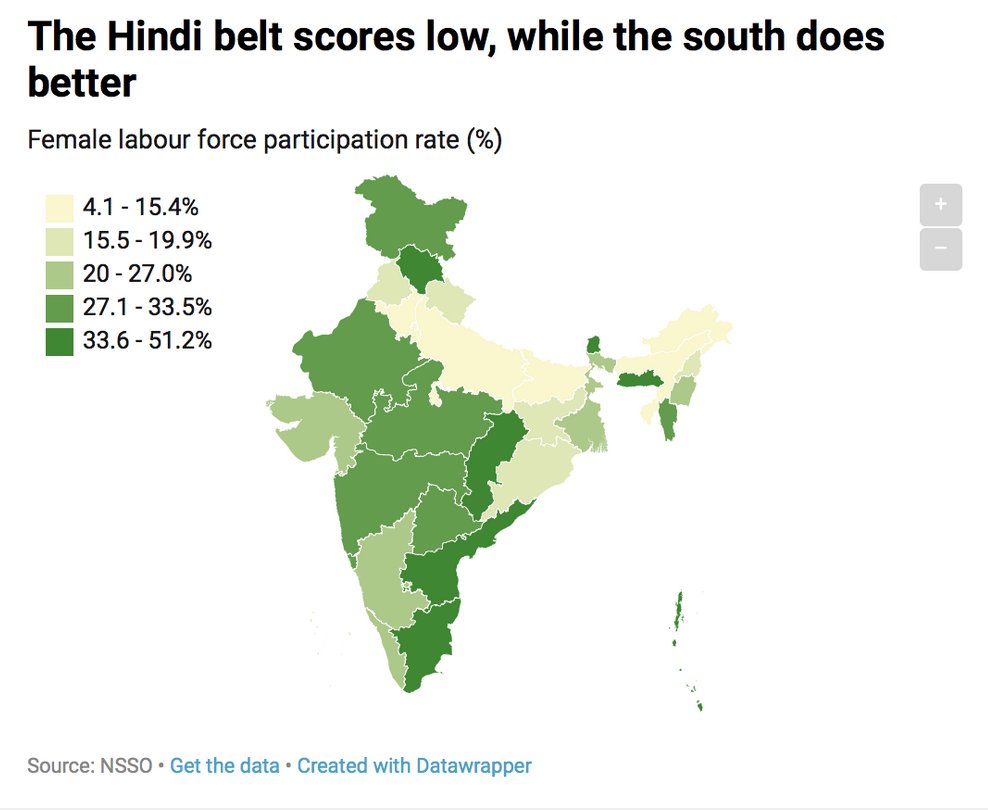 The Hindi belt scores low, while the south does
better
Female labour force participation rate (%)
4.1 - 15.4%
15.5 - 19.9%
20 - 27.0%
27.1 - 33.5%
33.6 - 51.2%
+
−
Source: NSSO • Get the data • Created with Datawrapper